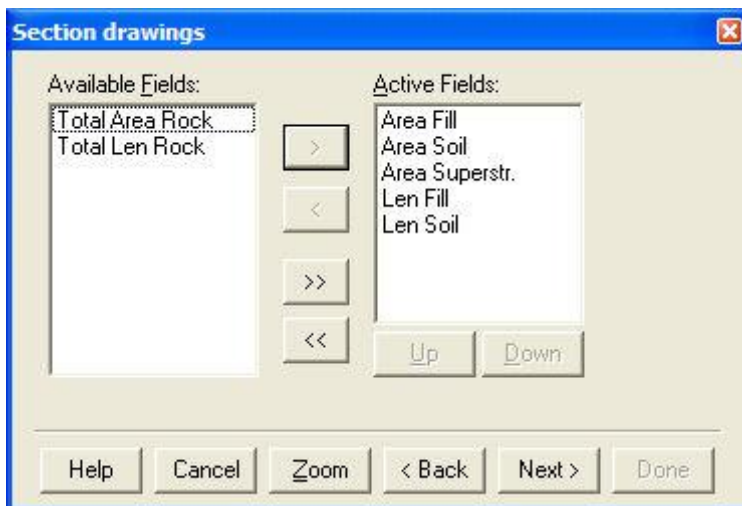 Section drawings
Available Fields:
Total Area Rock
Total Len Rock
>
<
>>
<<
Active Fields:
Area Fill
Area Soil
Area Superstr.
Len Fill
Len Soil
Up
Down
Help
Cancel
Zoom
< Back
Next >
Done